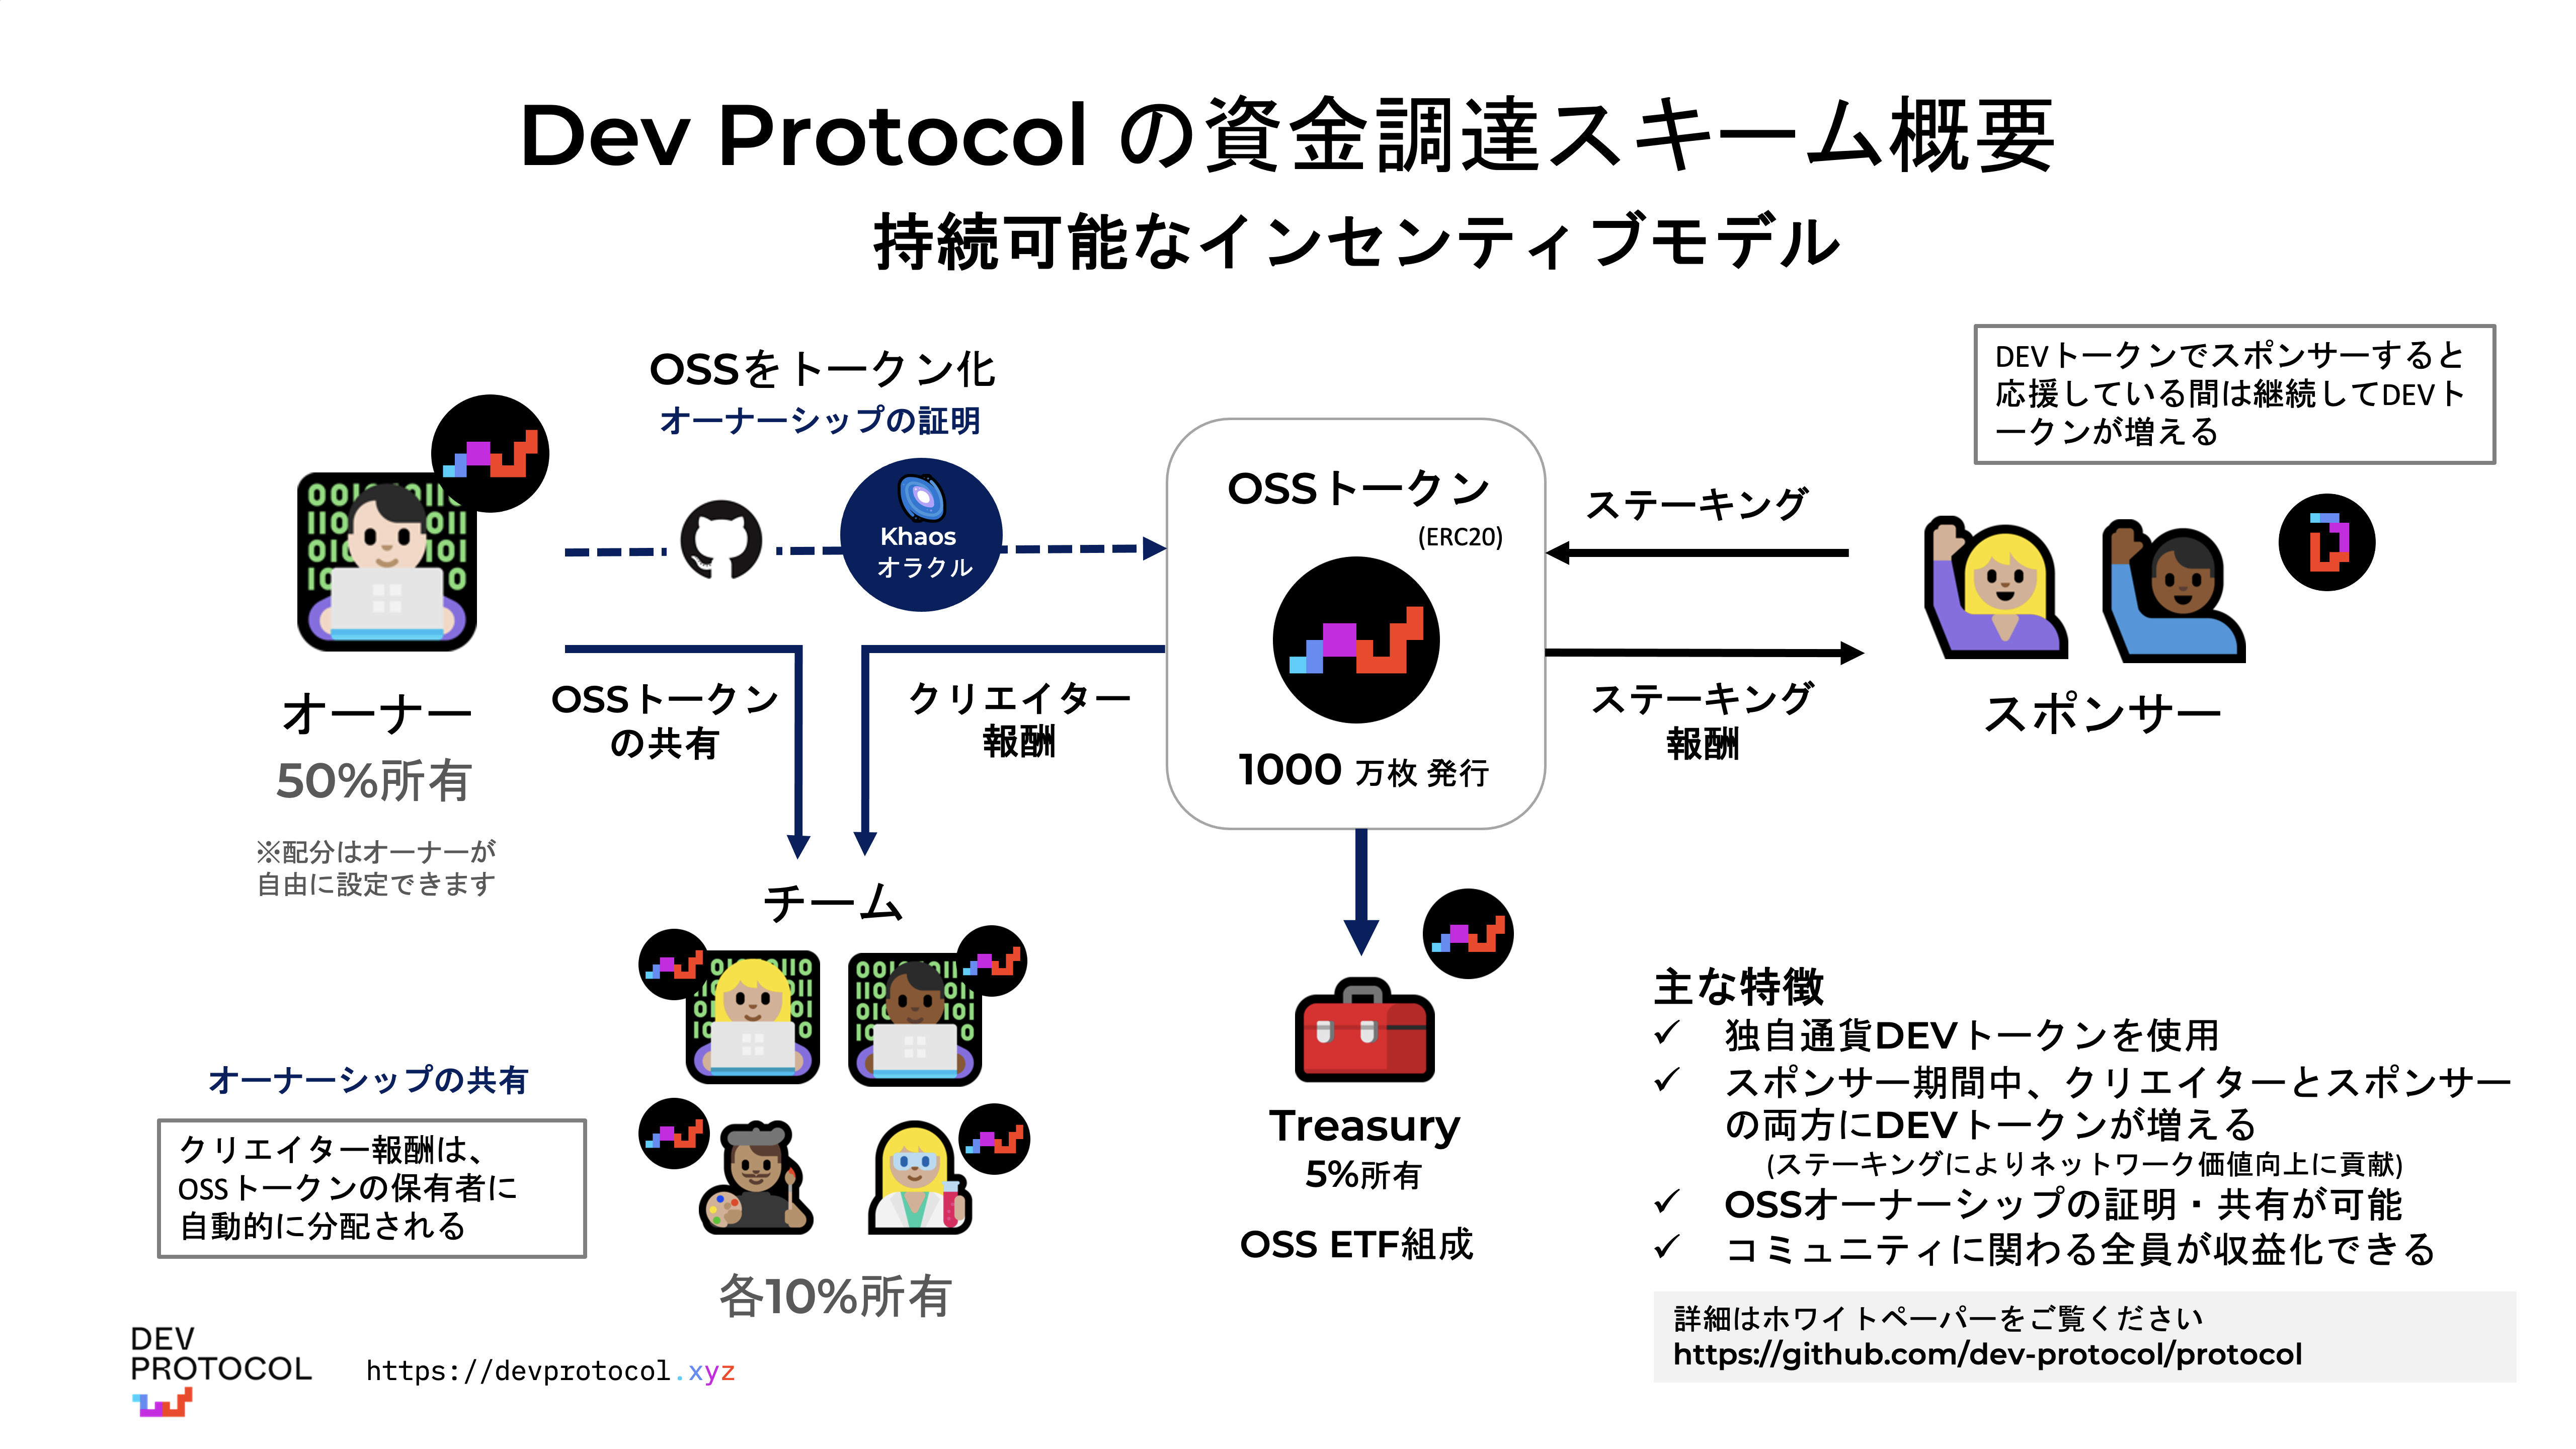 Dev Protocol の資金調達スキーム概要
持続可能なインセンティブモデル
OSSをトークン化
オーナーシップの証明
Khaos
オラクル
オーナー
50%所有
※配分はオーナーが
自由に設定できます
OSSトークン
の共有
クリエイター
報酬
OSSトークン
(ERC20)
1000 万枚 発行
ステーキング
ステーキング
報酬
DEVトークンでスポンサーすると
応援している間は継続してDEVト
ークンが増える
スポンサー
チーム
各10%所有
オーナーシップの共有
クリエイター報酬は、
OSSトークンの保有者に
自動的に分配される
Treasury
5%所有
OSS ETF組成
主な特徴
✓ 独自通貨DEVトークンを使用
✓ スポンサー期間中、クリエイターとスポンサー
の両方にDEVトークンが増える
(ステーキングによりネットワーク価値向上に貢献)
✓ OSSオーナーシップの証明・共有が可能
✓ コミュニティに関わる全員が収益化できる
詳細はホワイトペーパーをご覧ください
https://github.com/dev-protocol/protocol
DEV
PROTOCOL
https://devprotocol.xyz